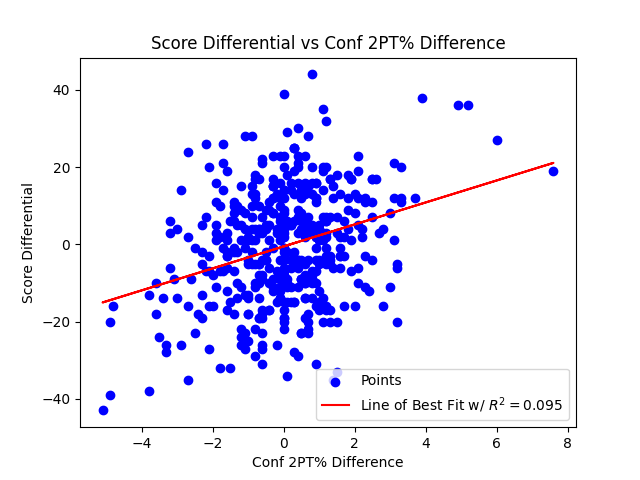 Score Differential vs Conf 2PT% Difference
Score Differential
40
20
0
−20
−40
Points
Line of Best Fit w/ R² = 0.095
−4
−2
0
2
4
6
8
Conf 2PT% Difference